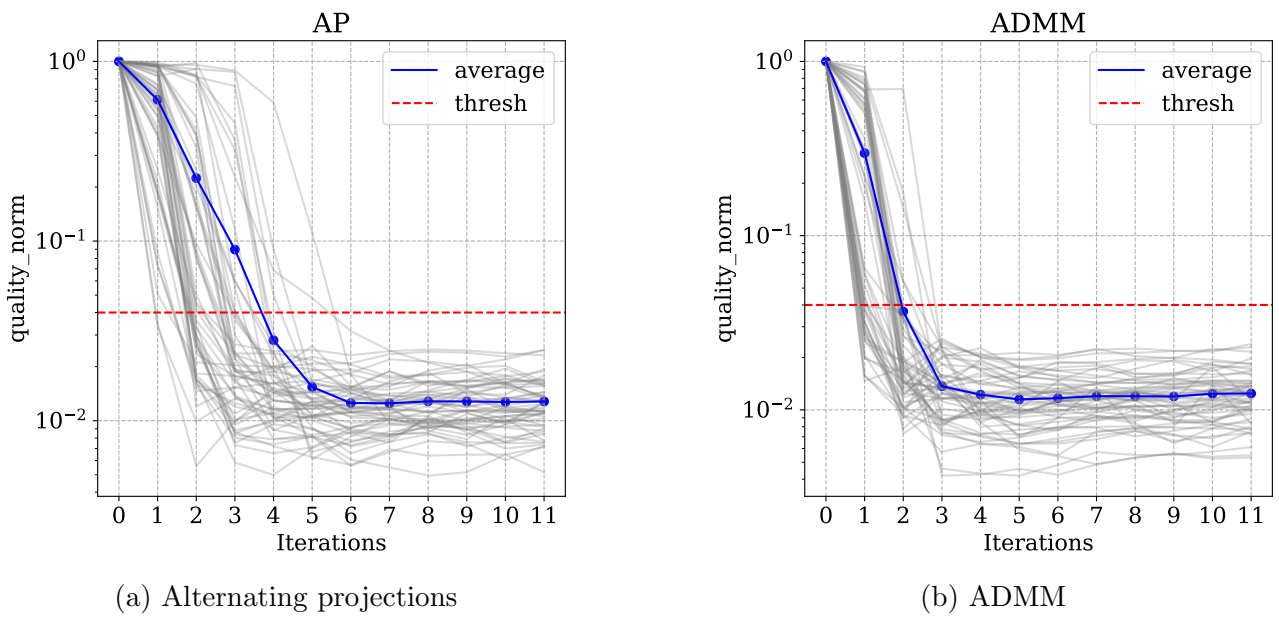 AP
10^0
10^-1
10^-2
quality_norm
average
thresh
0 1 2 3 4 5 6 7 8 9 10 11
Iterations
(a) Alternating projections
ADMM
10^0
10^-1
10^-2
quality_norm
average
thresh
0 1 2 3 4 5 6 7 8 9 10 11
Iterations
(b) ADMM